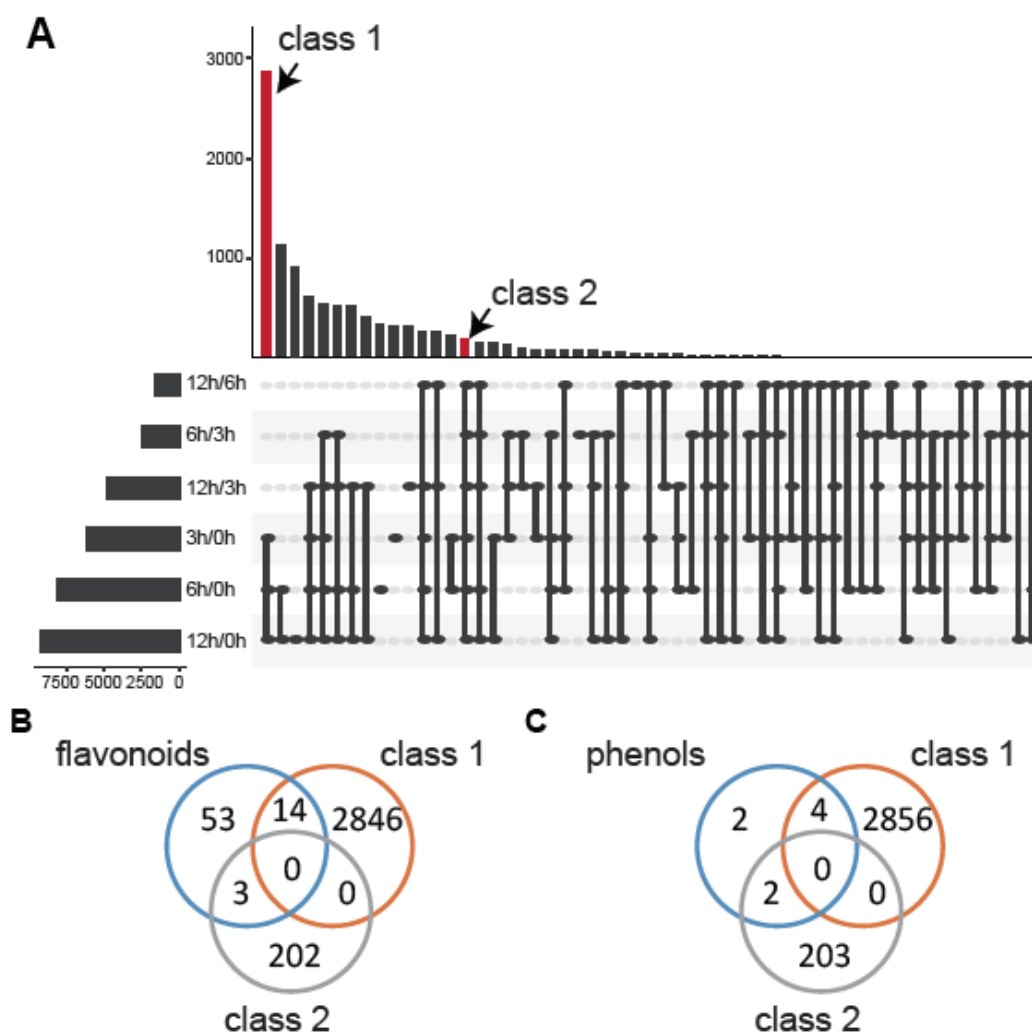 A
class 1
3000
2000
class 2
1000
12h/6h
6h/3h
12h/3h
3h/0h
6h/0h
12h/0h
7500 5000 2500 0
B
C
flavonoids
class 1
phenols
class 1
53
14
2846
2
4
2856
0
0
3
0
2
0
202
203
class 2
class 2